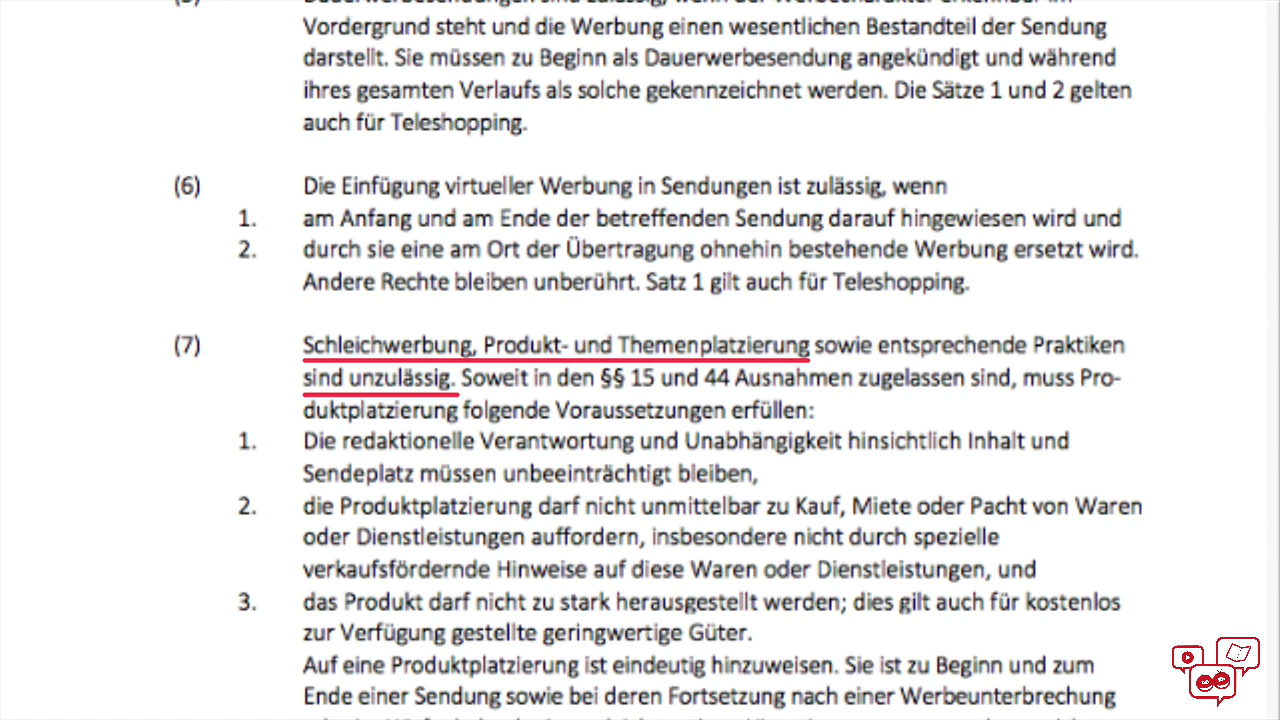 Vordergrund steht und die Werbung einen wesentlichen Bestandteil der Sendung
darstellt. Sie müssen zu Beginn als Dauerwerbesendung angekündigt und während
ihres gesamten Verlaufs als solche gekennzeichnet werden. Die Sätze 1 und 2 gelten
auch für Teleshopping.
(6) Die Einfügung virtueller Werbung in Sendungen ist zulässig, wenn
1. am Anfang und am Ende der betreffenden Sendung darauf hingewiesen wird und
2. durch sie eine am Ort der Übertragung ohnehin bestehende Werbung ersetzt wird.
Andere Rechte bleiben unberührt. Satz 1 gilt auch für Teleshopping.
(7) Schleichwerbung, Produkt- und Themenplatzierung sowie entsprechende Praktiken
sind unzulässig. Soweit in den §§ 15 und 44 Ausnahmen zugelassen sind, muss Pro-
duktplatzierung folgende Voraussetzungen erfüllen:
1. Die redaktionelle Verantwortung und Unabhängigkeit hinsichtlich Inhalt und
Sendeplatz müssen unbeeinträchtigt bleiben,
2. die Produktplatzierung darf nicht unmittelbar zu Kauf, Miete oder Pacht von Waren
oder Dienstleistungen auffordern, insbesondere nicht durch spezielle
verkaufsfördernde Hinweise auf diese Waren oder Dienstleistungen, und
3. das Produkt darf nicht zu stark herausgestellt werden; dies gilt auch für kostenlos
zur Verfügung gestellte geringwertige Güter.
Auf eine Produktplatzierung ist eindeutig hinzuweisen. Sie ist zu Beginn und zum
Ende einer Sendung sowie bei deren Fortsetzung nach einer Werbeunterbrechung